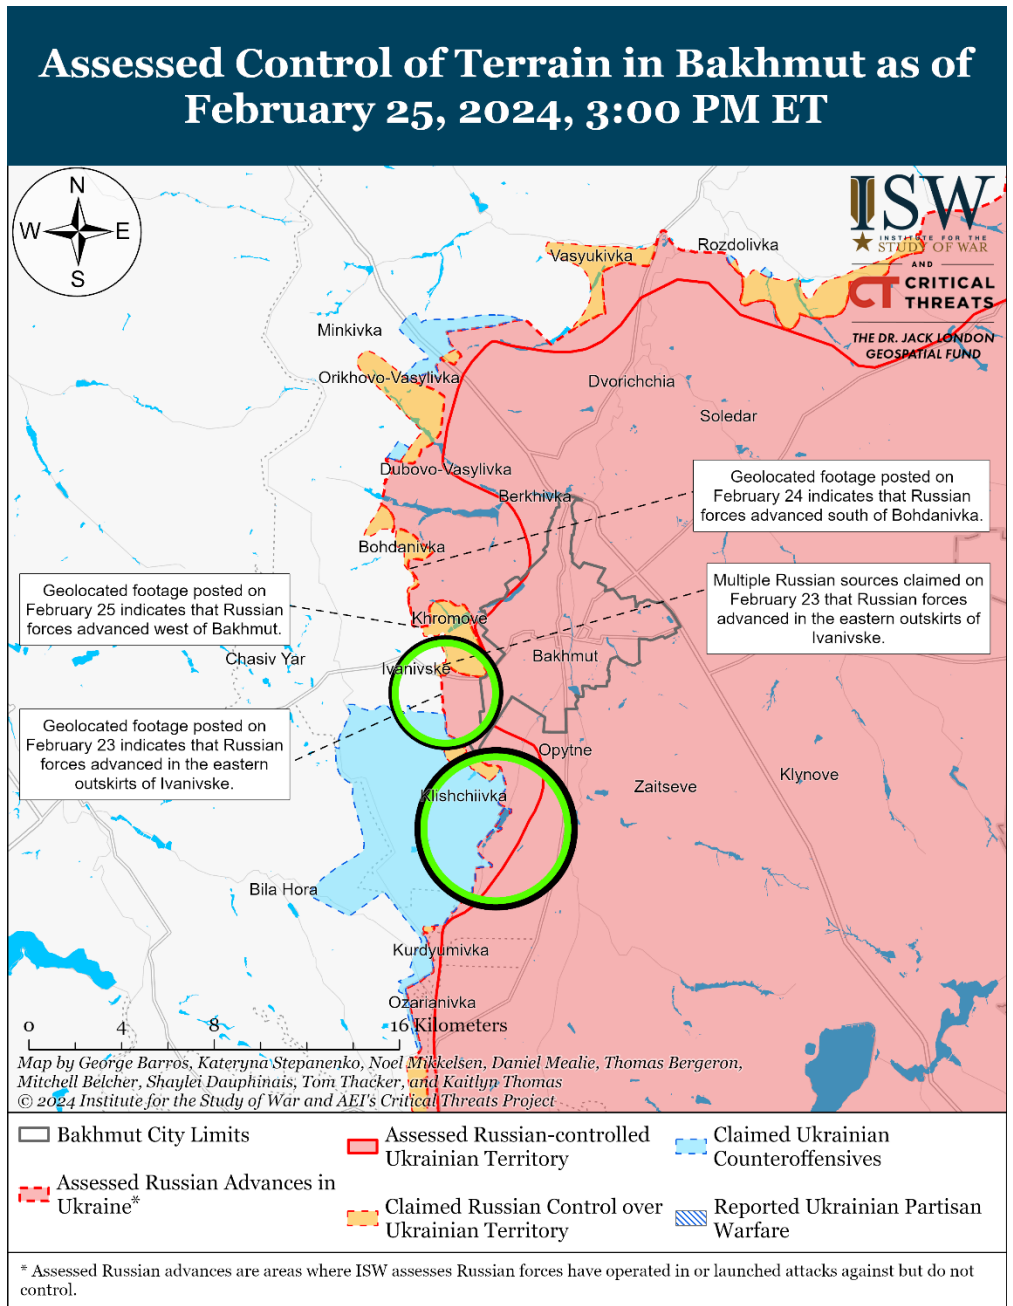 Assessed Control of Terrain in Bakhmut as of
February 25, 2024, 3:00 PM ET
N
W
E
S
ISW
INSTITUTE FOR THE
STUDY OF WAR
AND
CT CRITICAL
THREATS
THE DR. JACK LONDON
GEOSPATIAL FUND
Rozdolivka
Vasyukivka
Minkivka
Orikhovo-Vasylivka
Dvorichchia
Soledar
Dubovo-Vasylivka
Berkhivka
Geolocated footage posted on
February 24 indicates that Russian
forces advanced south of Bohdanivka.
Bohdanivka
Geolocated footage posted on
February 25 indicates that Russian
forces advanced west of Bakhmut.
Multiple Russian sources claimed on
February 23 that Russian forces
advanced in the eastern outskirts of
Ivanivske.
Khromove
Chasiv Yar
Ivanivske
Bakhmut
Geolocated footage posted on
February 23 indicates that Russian
forces advanced in the eastern
outskirts of Ivanivske.
Opytne
Klishchiivka
Zaitseve
Klynove
Bila Hora
Kurdyumivka
Ozarianivka
0 4 8 16 Kilometers
Map by George Barros, Kateryna Stepanenko, Noel Mikkelsen, Daniel Mealie, Thomas Bergeron,
Mitchell Belcher, Shaylei Dauphinais, Tom Thacker, and Kaitlyn Thomas
© 2024 Institute for the Study of War and AEI's Critical Threats Project
Bakhmut City Limits
Assessed Russian Advances in
Ukraine*
Assessed Russian-controlled
Ukrainian Territory
Claimed Russian Control over
Ukrainian Territory
Claimed Ukrainian
Counteroffensives
Reported Ukrainian Partisan
Warfare
* Assessed Russian advances are areas where ISW assesses Russian forces have operated in or launched attacks against but do not
control.